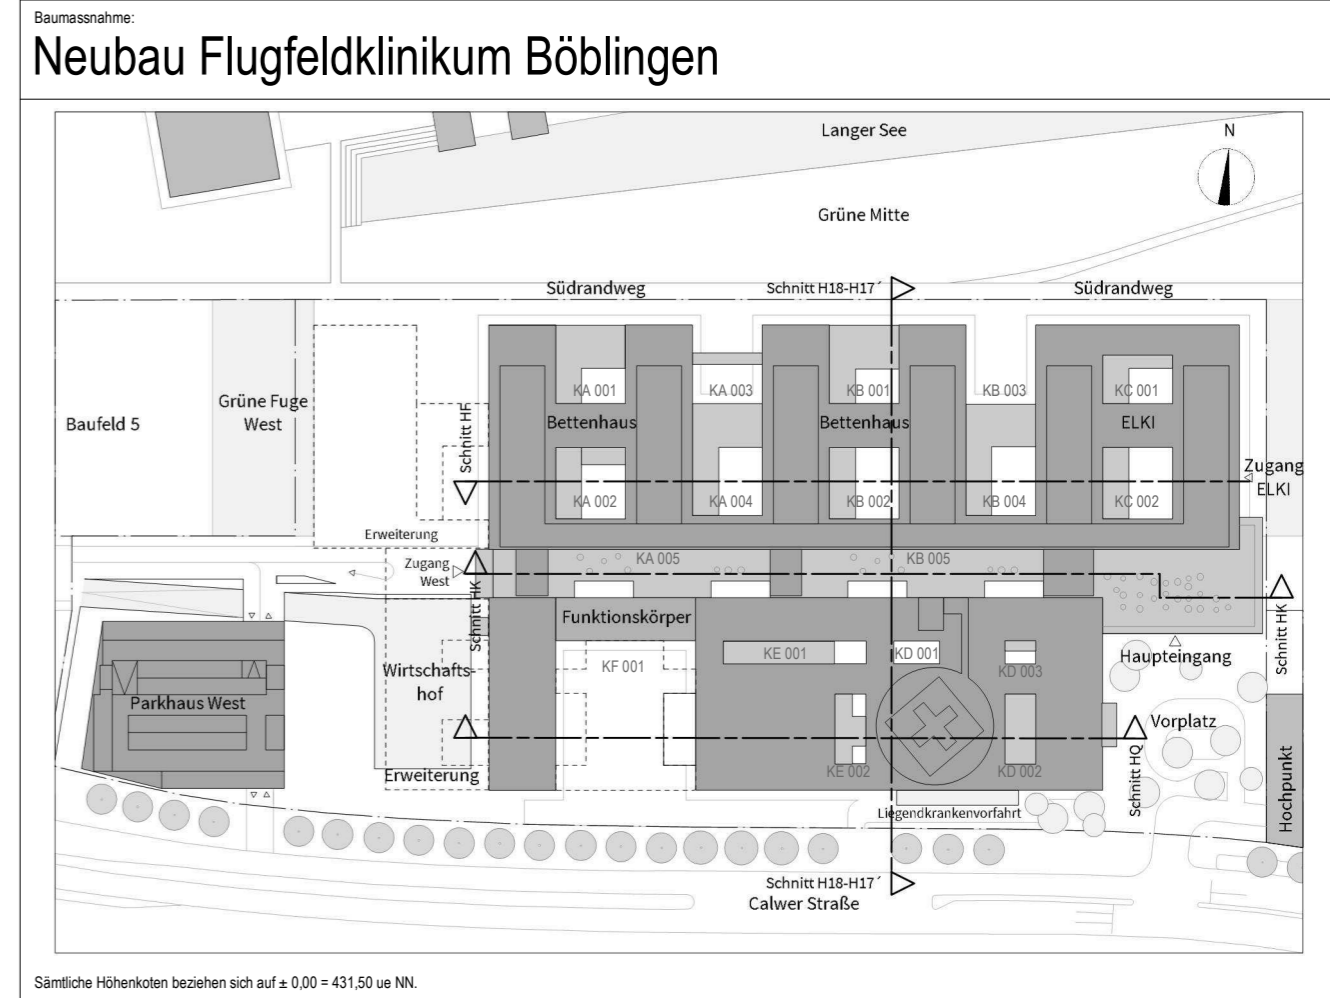 Baumassnahme:
Neubau Flugfeldklinikum Böblingen
Langer See
N
Grüne Mitte
Südrandweg
Schnitt H18-H17´
Südrandweg
KA 001
KA 003
KB 001
KB 003
KC 001
Grüne Fuge
West
Baufeld 5
Bettenhaus
Bettenhaus
ELKI
Schnitt HF
Zugang
ELKI
KA 002
KA 004
KB 002
KB 004
KC 002
Erweiterung
Zugang
West
KA 005
KB 005
Schnitt HK
Schnitt HK
Funktionskörper
Wirtschafts-
hof
KF 001
KE 001
KD 001
KD 003
Haupteingang
Parkhaus West
Vorplatz
Erweiterung
KE 002
KD 002
Schnitt HQ
Hochpunkt
Liegendkrankenvorfahrt
Schnitt H18-H17´
Calwer Straße
Sämtliche Höhenkoten beziehen sich auf ± 0,00 = 431,50 ue NN.